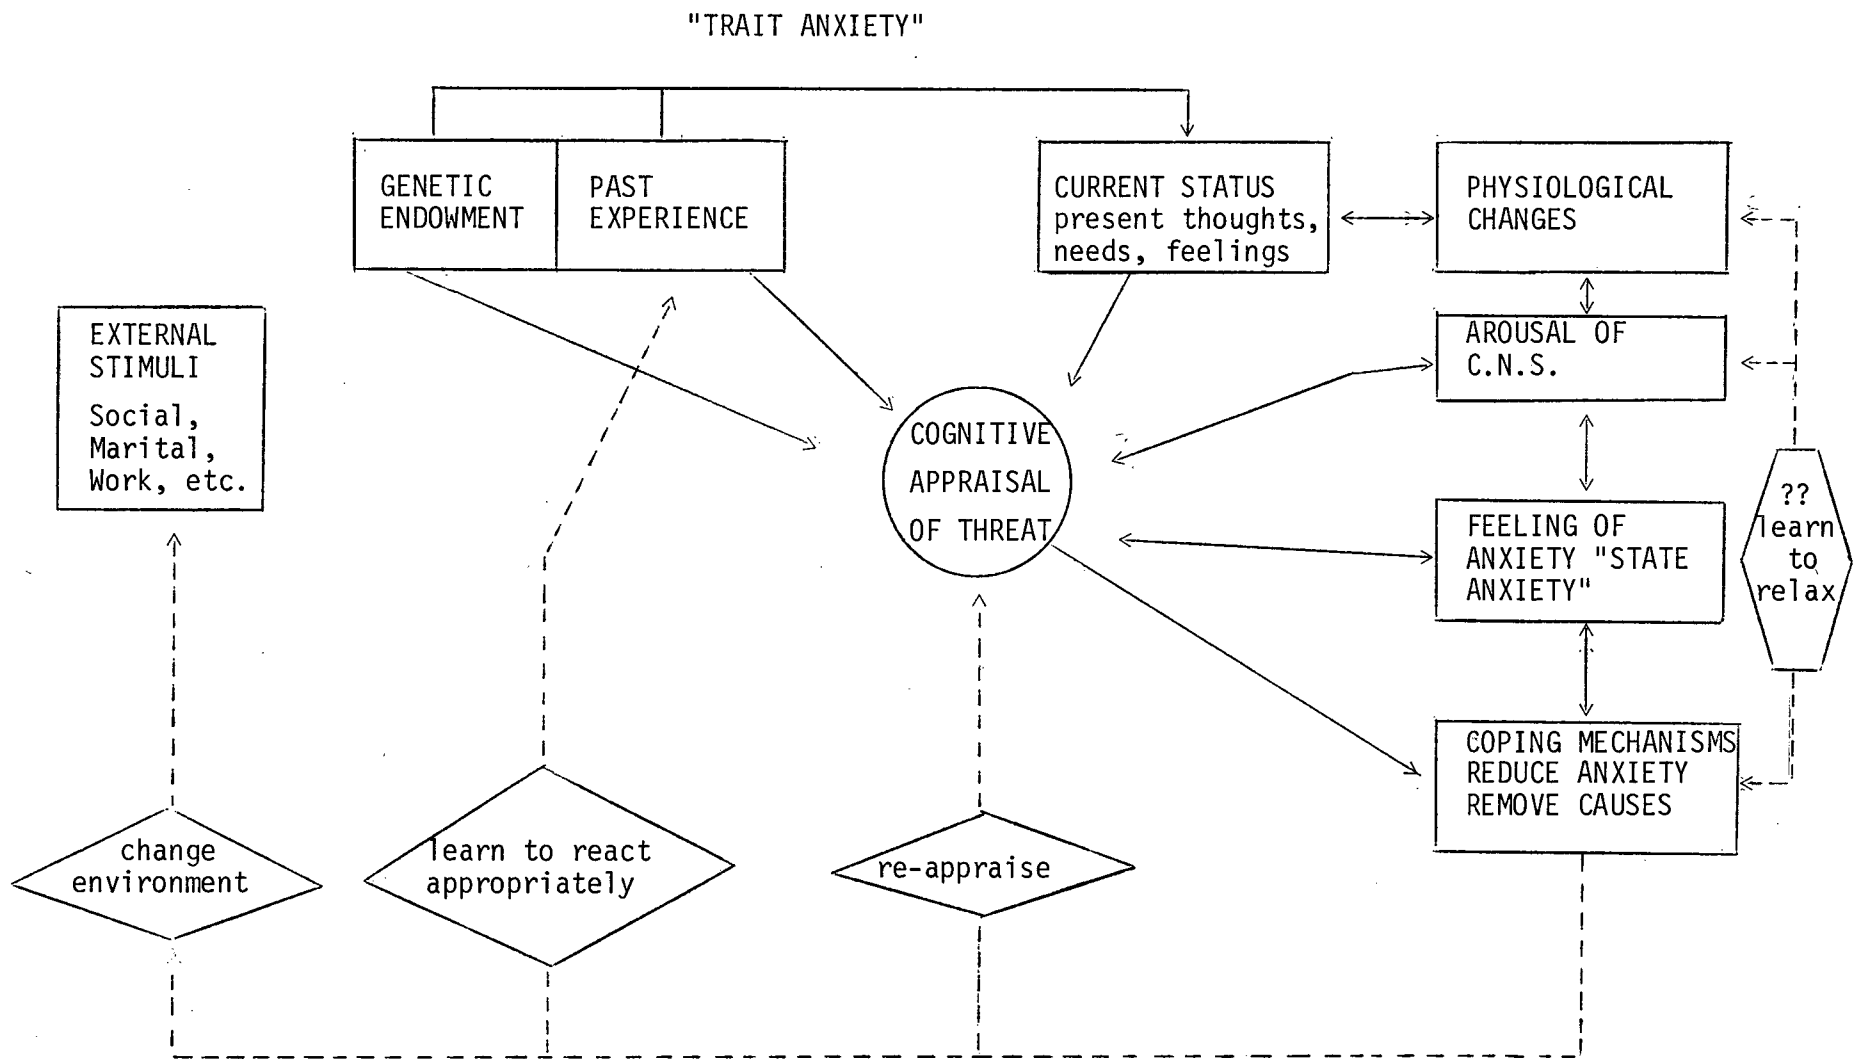 "TRAIT ANXIETY"
GENETIC
ENDOWMENT
PAST
EXPERIENCE
CURRENT STATUS
present thoughts,
needs, feelings
PHYSIOLOGICAL
CHANGES
EXTERNAL
STIMULI
Social,
Marital,
Work, etc.
AROUSAL OF
C.N.S.
COGNITIVE
APPRAISAL
OF THREAT
FEELING OF
ANXIETY "STATE
ANXIETY"
??
learn
to
relax
COPING MECHANISMS
REDUCE ANXIETY
REMOVE CAUSES
change
environment
learn to react
appropriately
re-appraise